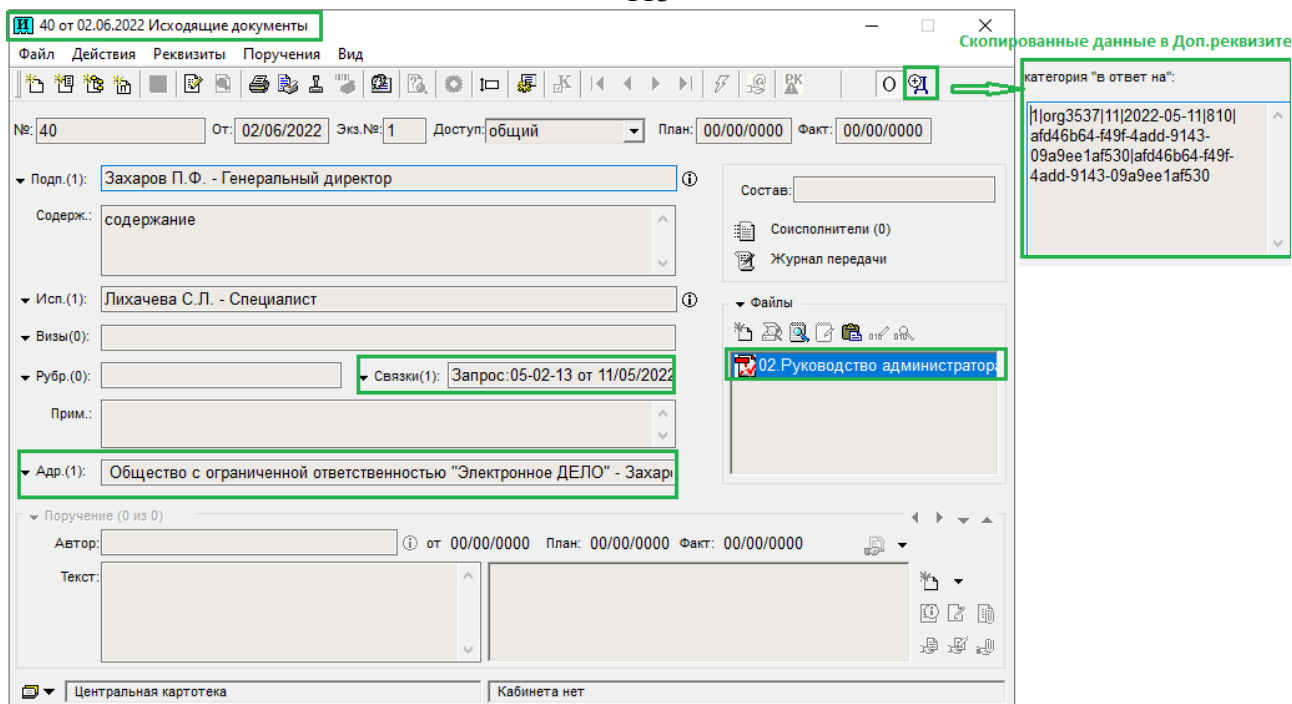 40 от 02.06.2022 Исходящие документы
Скопированные данные в Доп.реквизите
Файл Действия Реквизиты Поручения Вид
О Д
категория "в ответ на":
№: 40 От: 02/06/2022 Экз.№: 1 Доступ: общий План: 00/00/0000 Факт: 00/00/0000
1|org3537|11|2022-05-11|810|
afd46b64-f49f-4add-9143-
09a9ee1af530|afd46b64-f49f-
4add-9143-09a9ee1af530
Подп.(1): Захаров П.Ф. - Генеральный директор
Состав:
Содерж.: содержание
Соисполнители (0)
Журнал передачи
Исп.(1): Лихачева С.Л. - Специалист
Файлы
Визы(0):
02.Руководство администратора
Рубр.(0): Связки(1): Запрос:05-02-13 от 11/05/2022
Прим.:
Адр.(1): Общество с ограниченной ответственностью "Электронное ДЕЛО" - Захар
Поручение (0 из 0)
Автор: от 00/00/0000 План: 00/00/0000 Факт: 00/00/0000
Текст:
Центральная картотека Кабинета нет